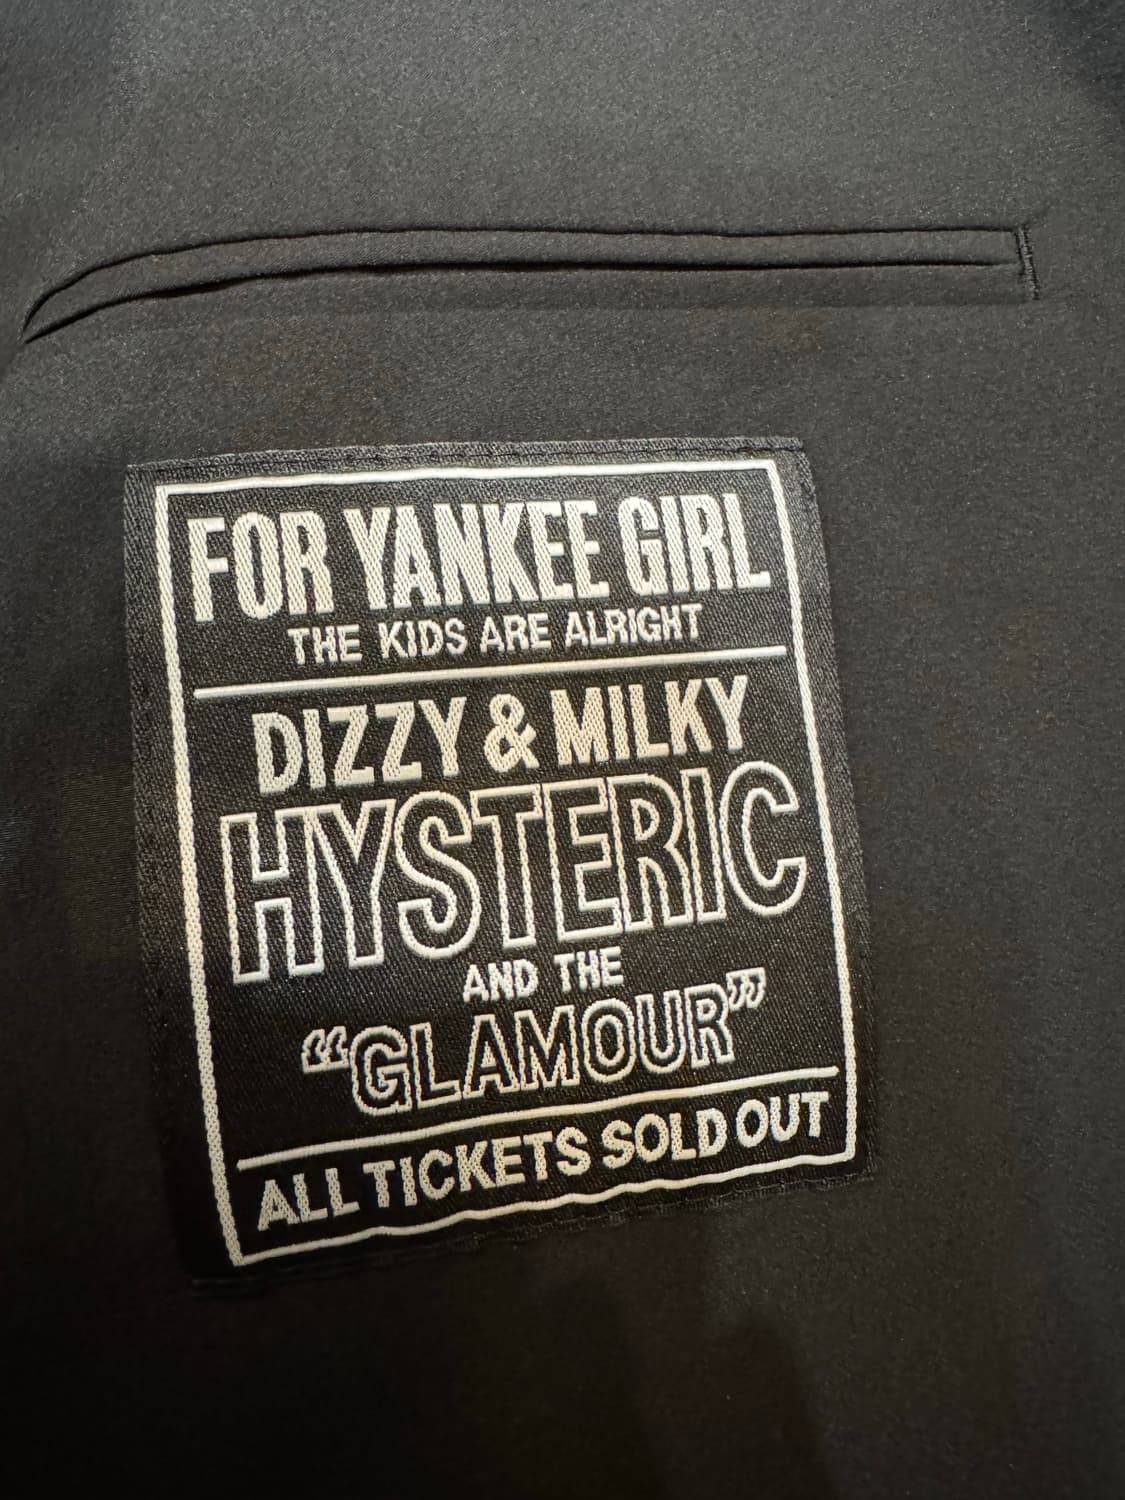 FOR YANKEE GIRL
THE KIDS ARE ALRIGHT
DIZZY & MILKY
HYSTERIC
AND THE
“GLAMOUR”
ALL TICKETS SOLD OUT